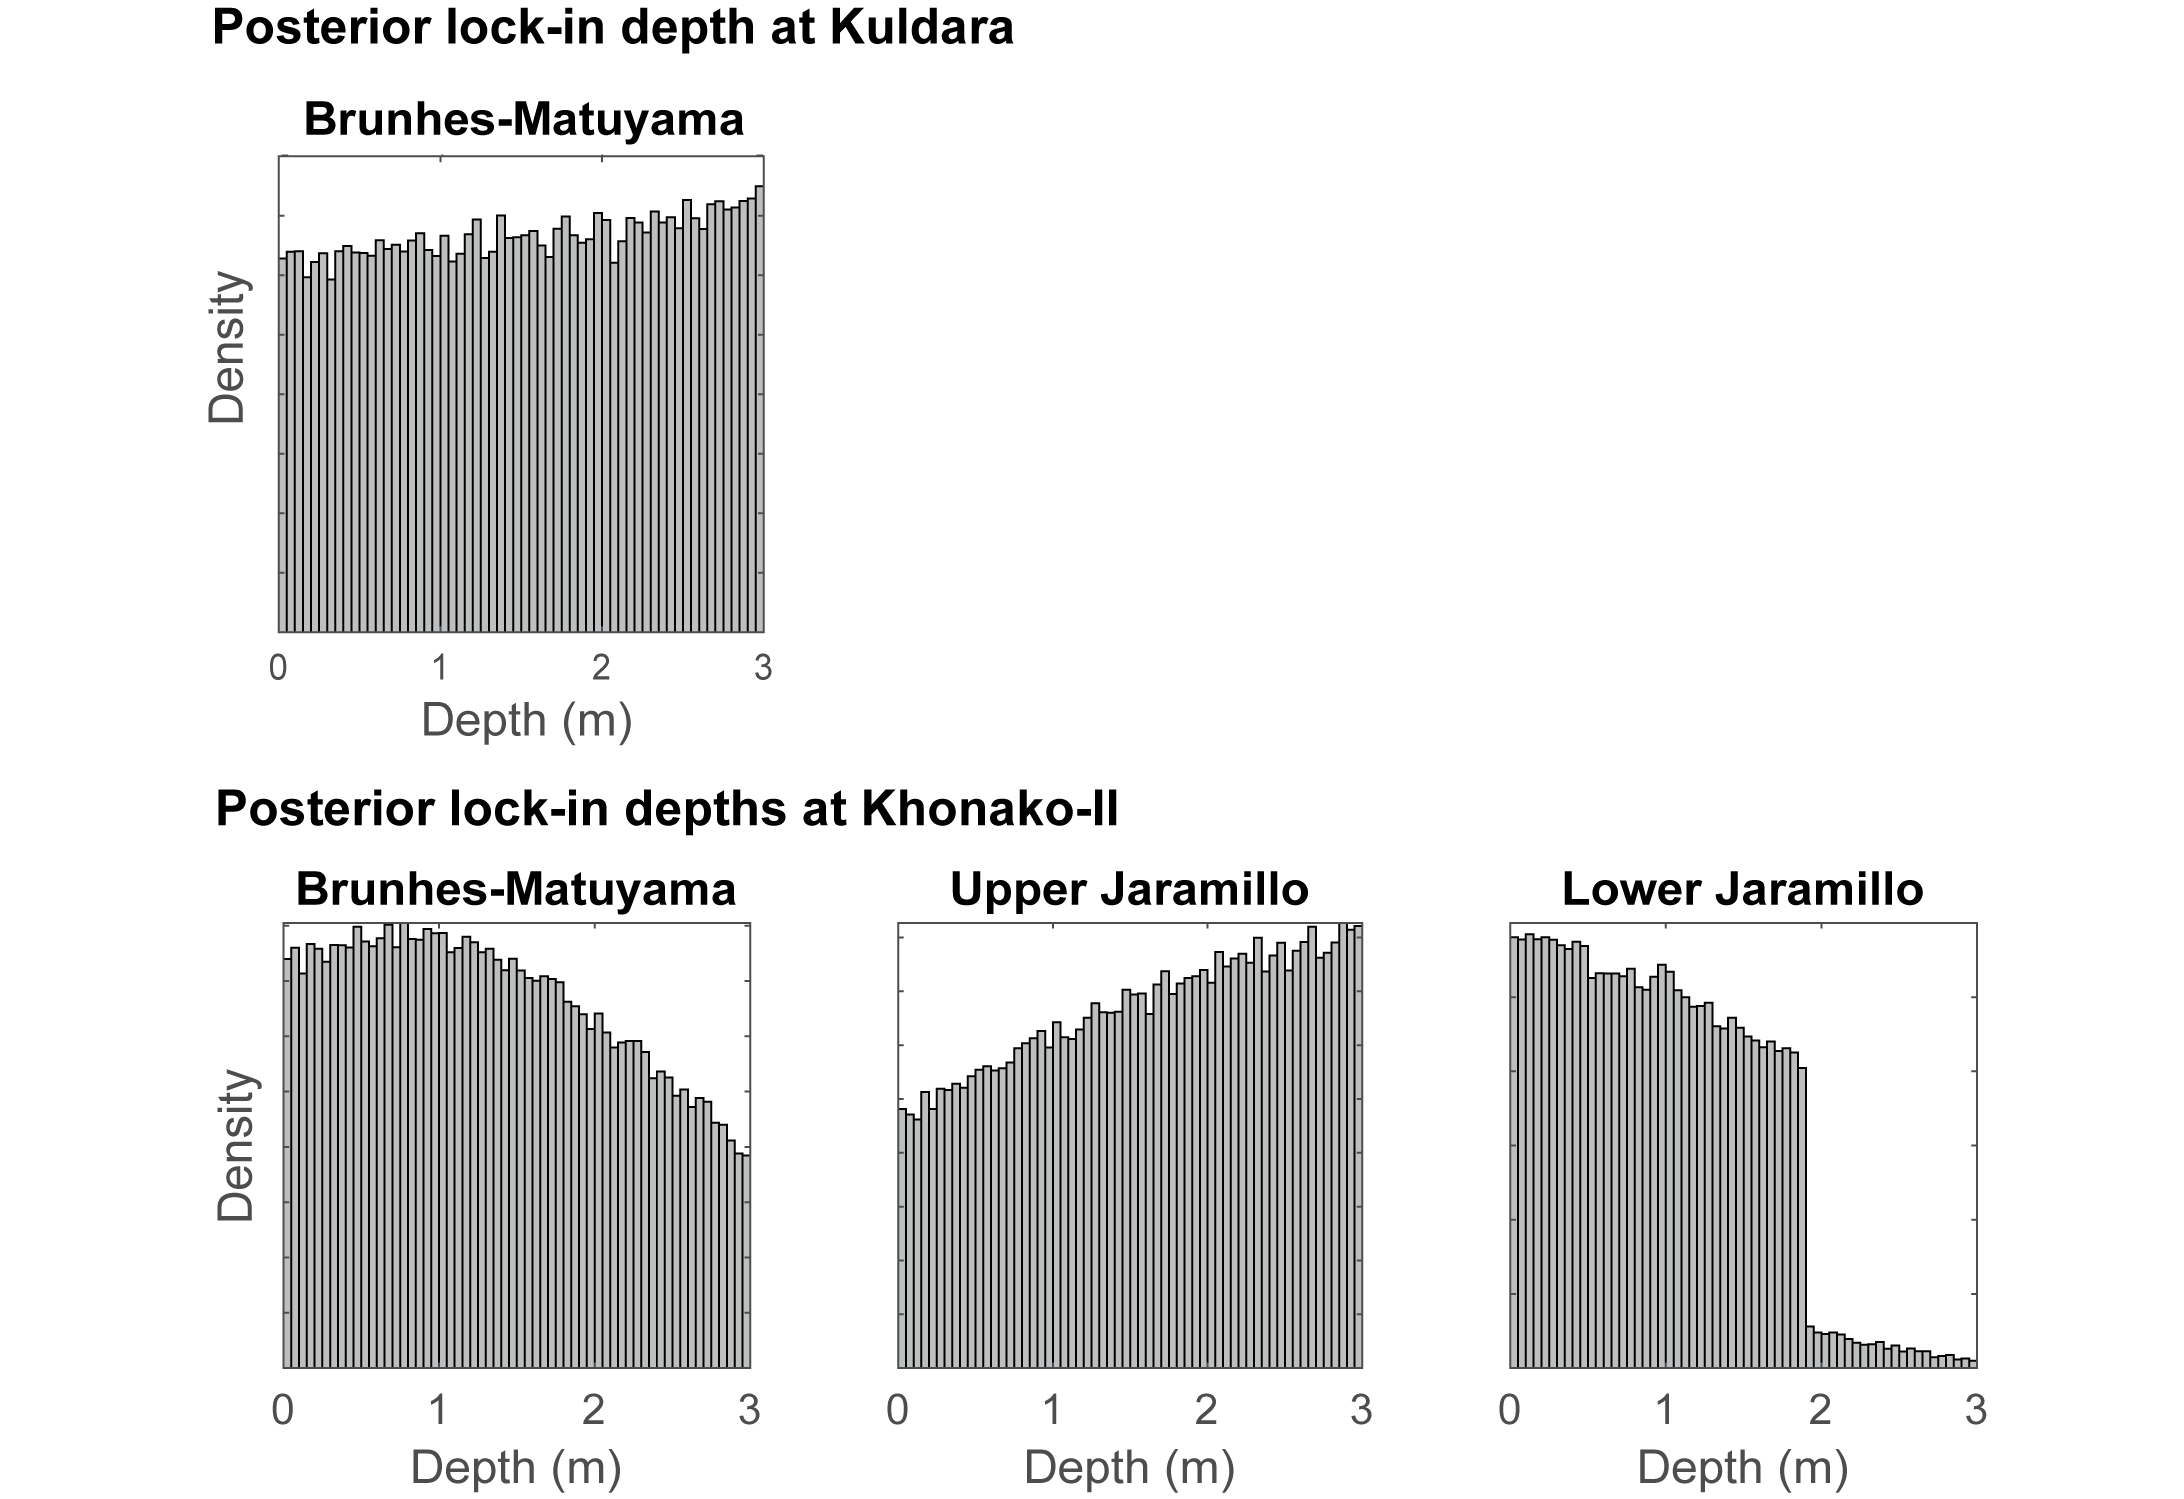 Posterior lock-in depth at Kuldara
Brunhes-Matuyama
Density
0 1 2 3
Depth (m)
Posterior lock-in depths at Khonako-II
Brunhes-Matuyama Upper Jaramillo Lower Jaramillo
Density
0 1 2 3 0 1 2 3 0 1 2 3
Depth (m) Depth (m) Depth (m)